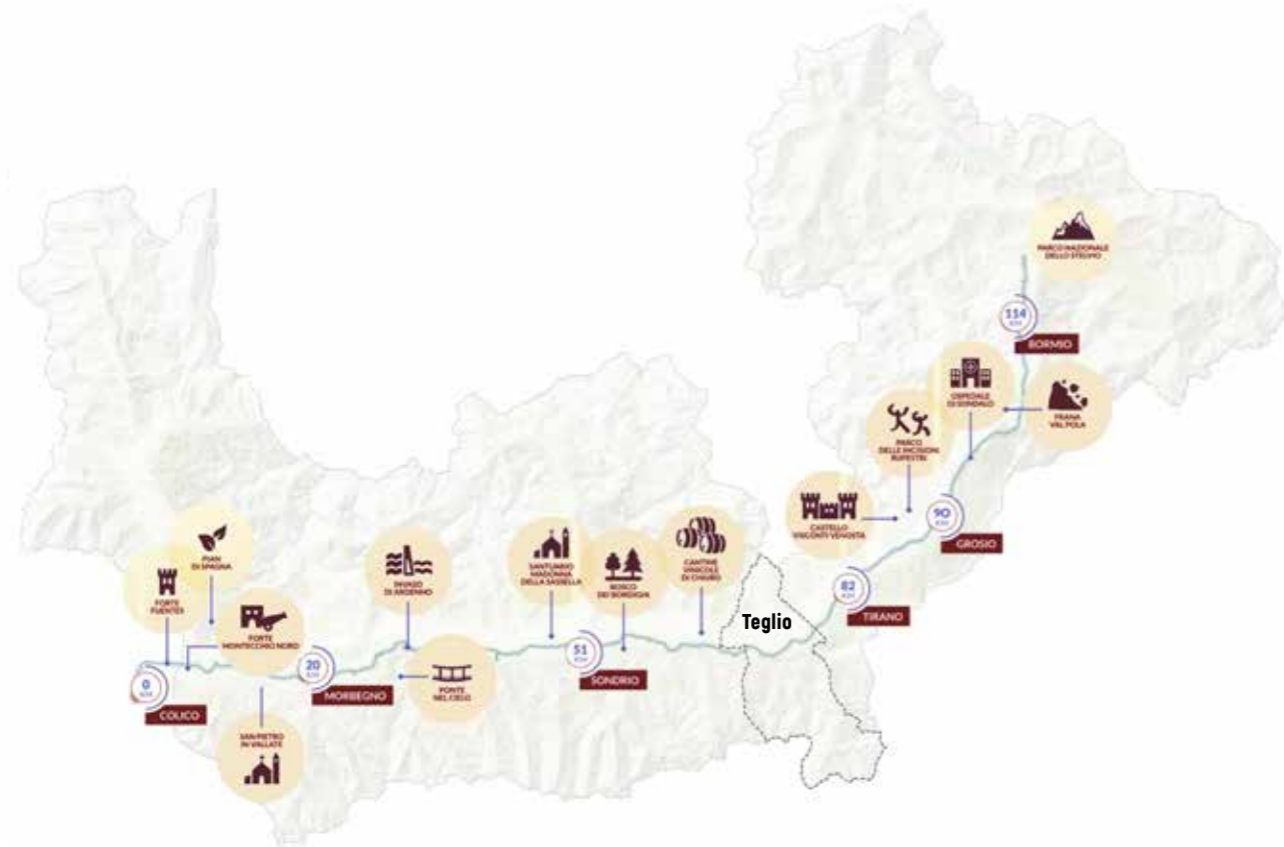 PARCO NAZIONALE
DELLO STELVIO
114
KM
BORMIO
OSPEDALE
DI SONDALO
FRANA
VAL POLA
PARCO
DELLE INCISIONI
RUPESTRI
CASTELLO
VISCONTI VENOSTA
90
KM
GROSIO
82
KM
TIRANO
Teglio
CANTINE
VINICOLE
DI CHIURO
BOSCO
DEI BORDIGHI
SANTUARIO
MADONNA
DELLA SASSELLA
51
KM
SONDRIO
INVASO
DI ARDENNO
PONTE
NEL CIELO
PIAN
DI SPAGNA
FORTE
FUENTES
FORTE
MONTECCHIO NORD
20
KM
MORBEGNO
0
KM
COLICO
SAN PIETRO
IN VALLATE